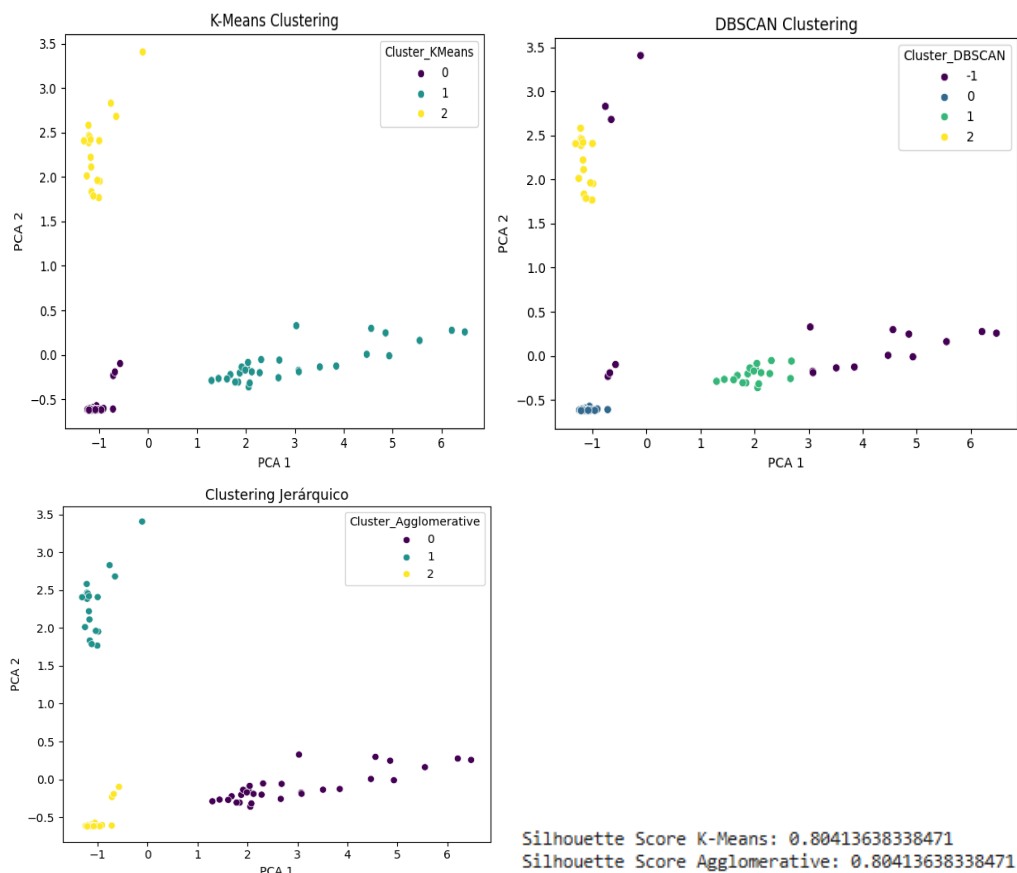 K-Means Clustering
3.5
3.0
2.5
2.0
1.5
1.0
0.5
0.0
−0.5
PCA 2
Cluster_KMeans
0
1
2
−1 0 1 2 3 4 5 6
PCA 1
DBSCAN Clustering
3.5
3.0
2.5
2.0
1.5
1.0
0.5
0.0
−0.5
PCA 2
Cluster_DBSCAN
-1
0
1
2
−1 0 1 2 3 4 5 6
PCA 1
Clustering Jerárquico
3.5
3.0
2.5
2.0
1.5
1.0
0.5
0.0
−0.5
PCA 2
Cluster_Agglomerative
0
1
2
−1 0 1 2 3 4 5 6
PCA 1
Silhouette Score K-Means: 0.80413638338471
Silhouette Score Agglomerative: 0.80413638338471